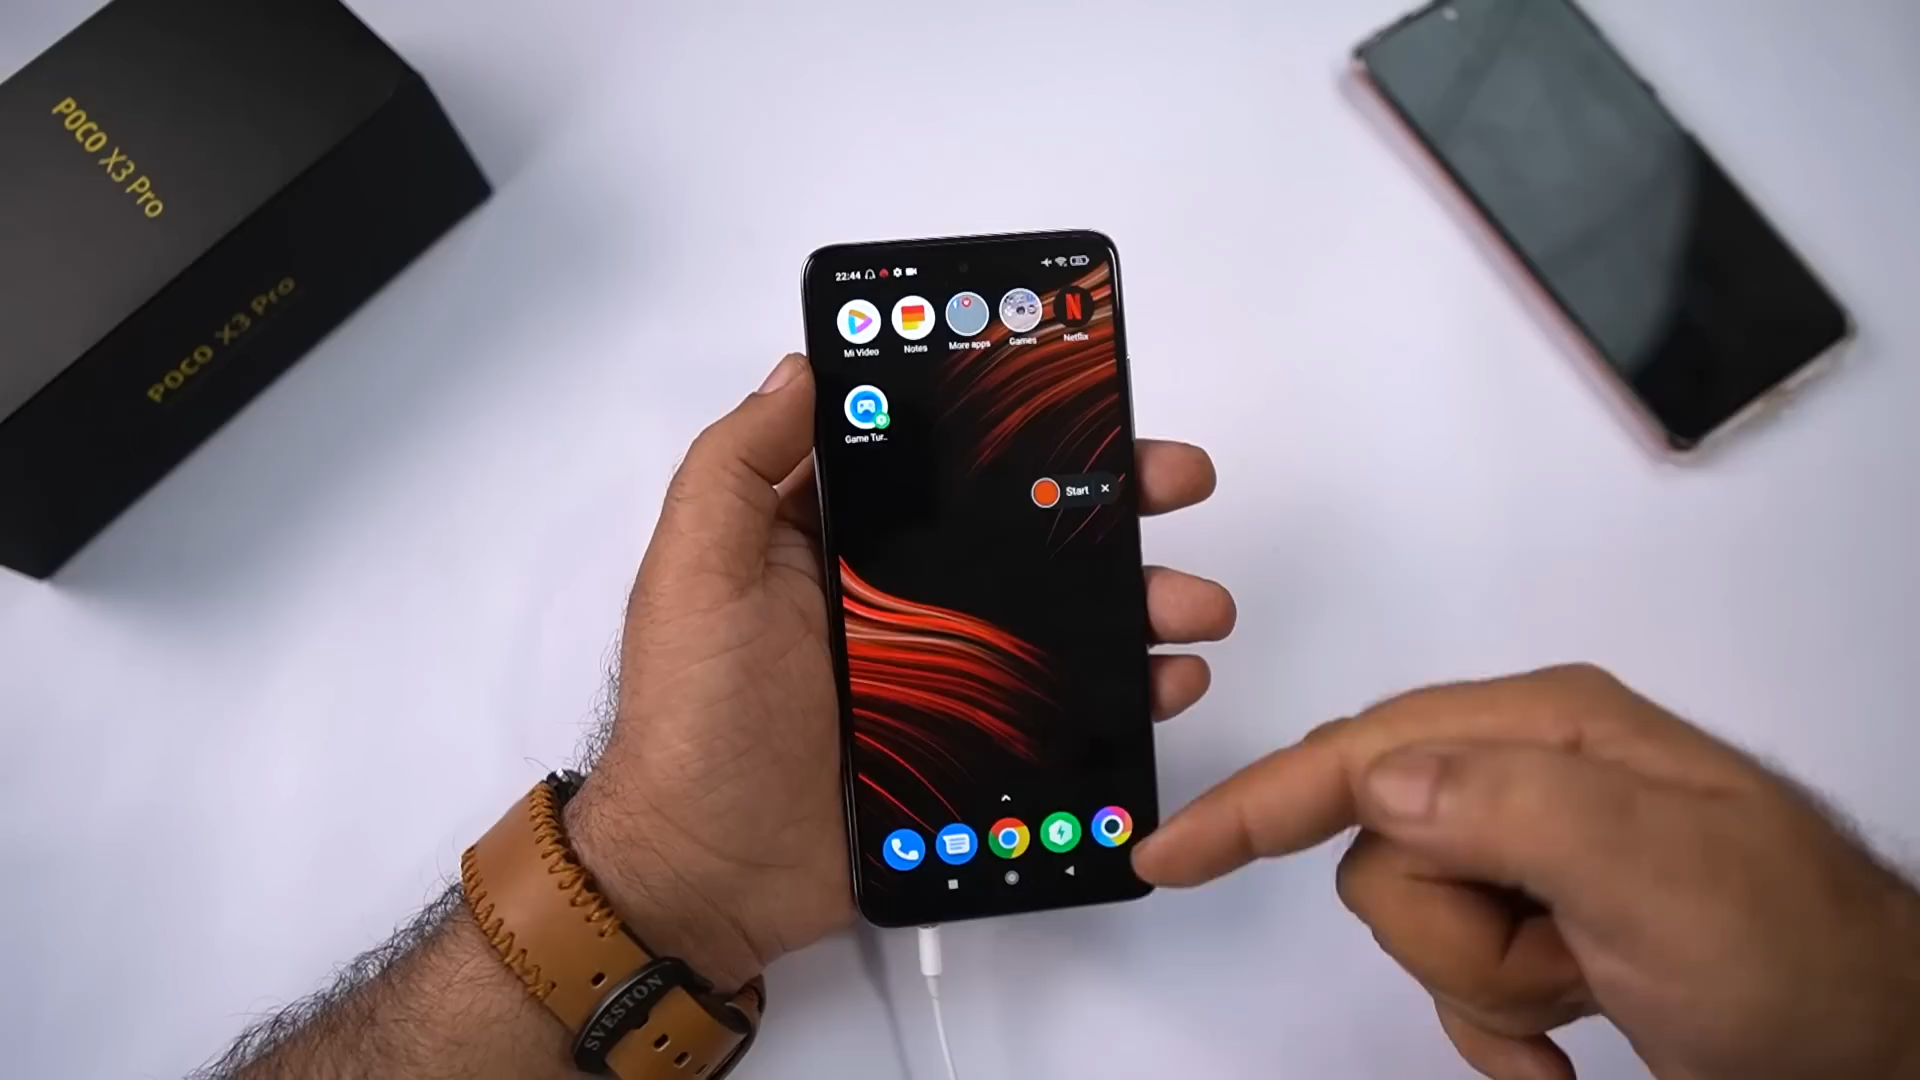 POCO X3 Pro
POCO X3 Pro
22:44
Mi Video
Notes
More apps
Games
Netflix
N
Game Tur..
Start
SVESTON